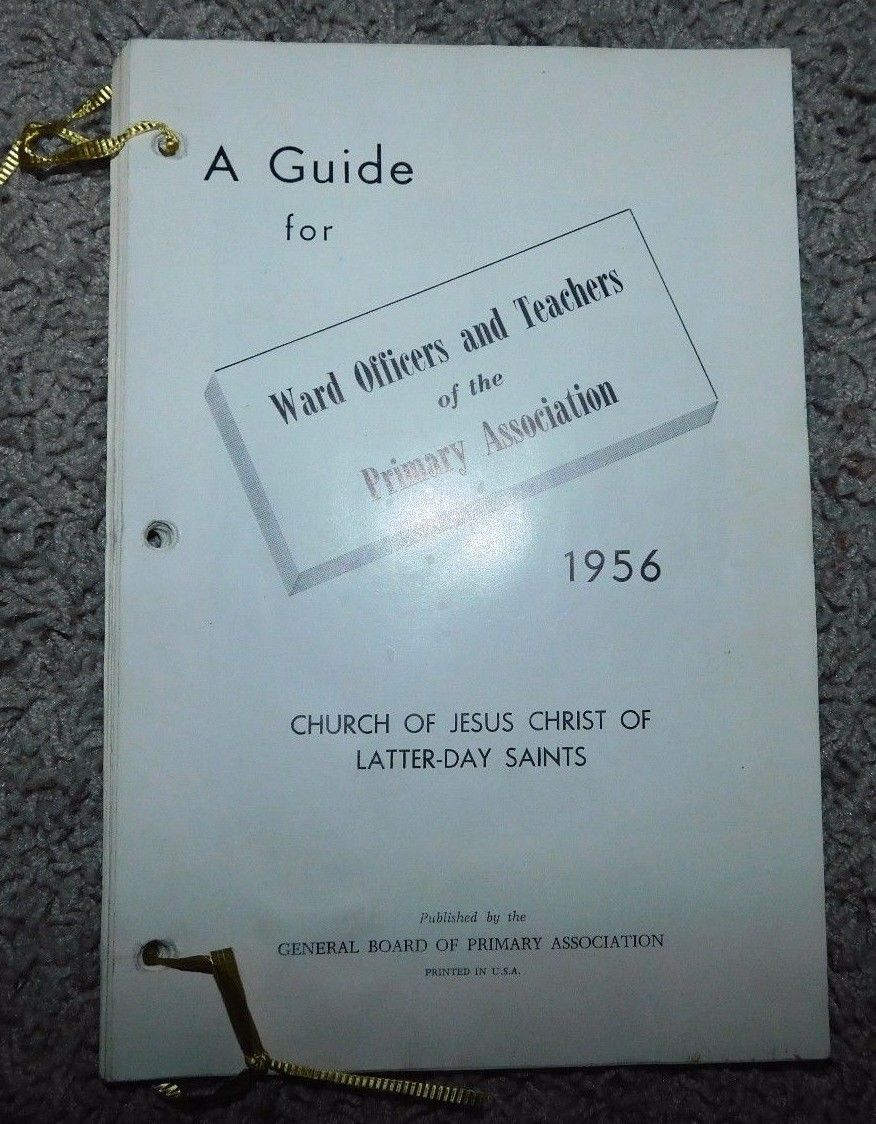 A Guide
for
Ward Officers and Teachers
of the
Primary Association
1956
CHURCH OF JESUS CHRIST OF
LATTER-DAY SAINTS
Published by the
GENERAL BOARD OF PRIMARY ASSOCIATION
PRINTED IN U.S.A.